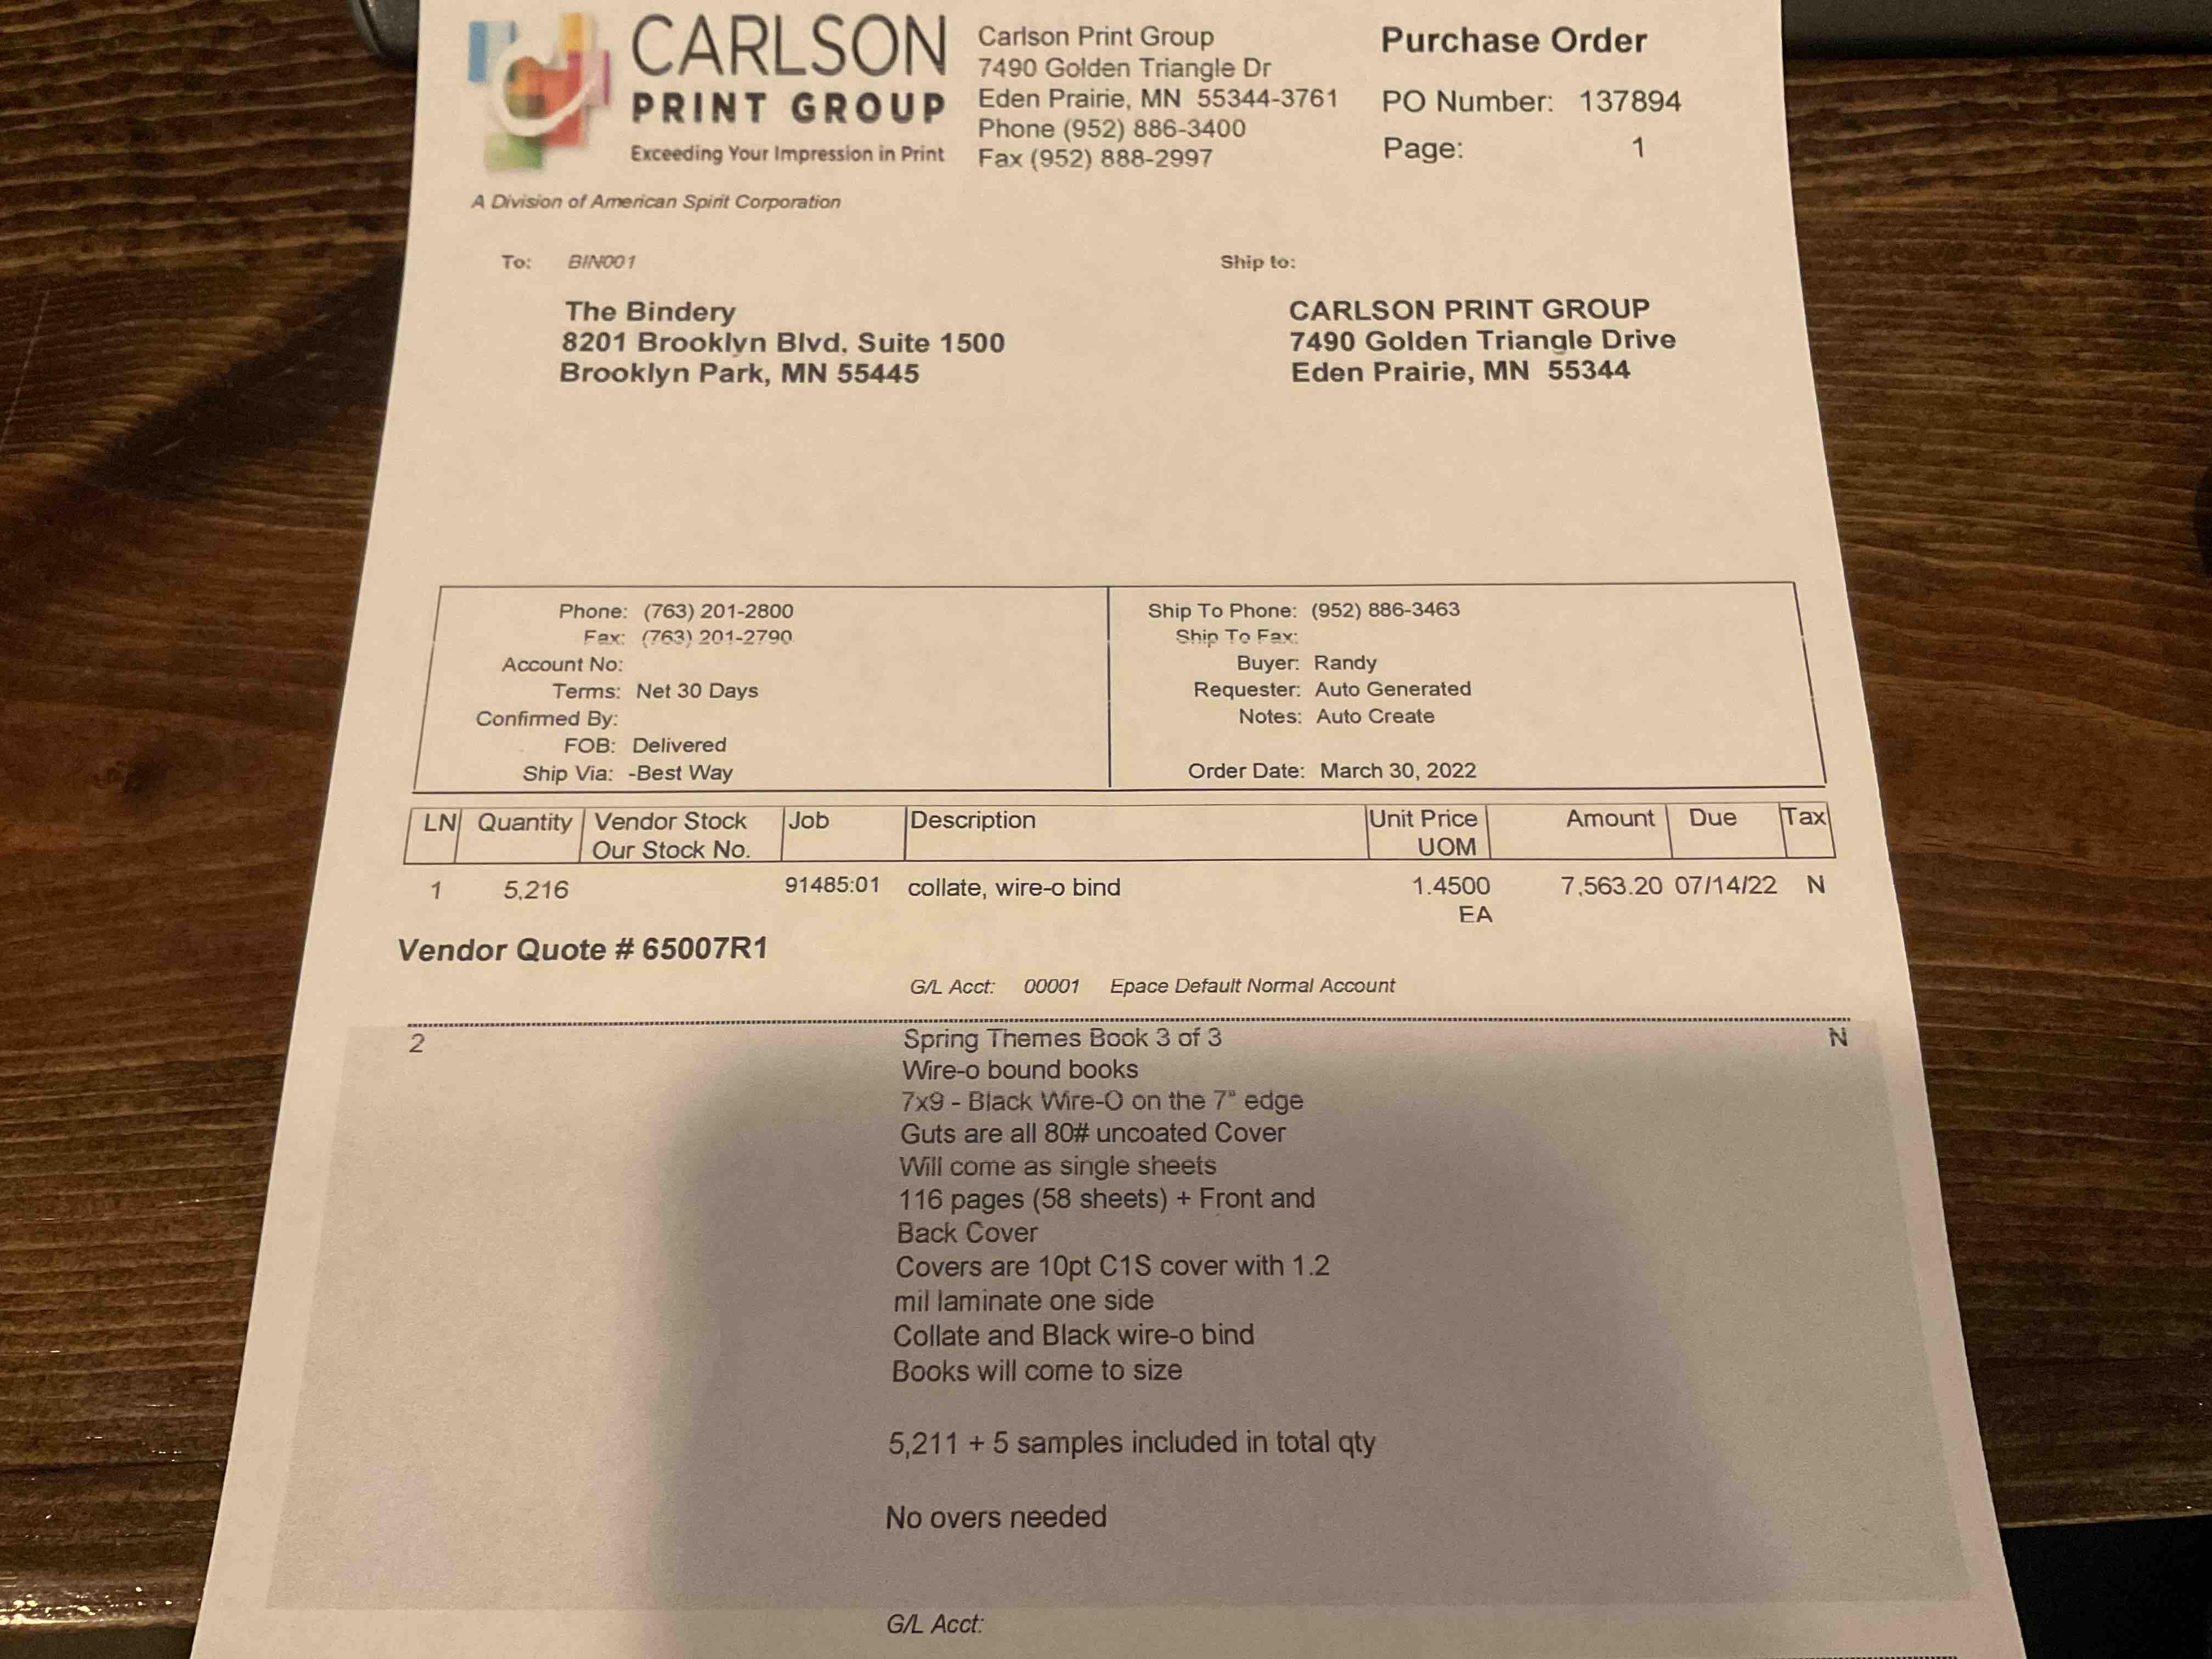 CARLSON
PRINT GROUP
Exceeding Your Impression in Print
A Division of American Spirit Corporation
Carlson Print Group
7490 Golden Triangle Dr
Eden Prairie, MN 55344-3761
Phone (952) 886-3400
Fax (952) 888-2997
Purchase Order
PO Number: 137894
Page: 1
To: BIN001
The Bindery
8201 Brooklyn Blvd, Suite 1500
Brooklyn Park, MN 55445
Ship to:
CARLSON PRINT GROUP
7490 Golden Triangle Drive
Eden Prairie, MN 55344
Phone: (763) 201-2800
Fax: (763) 201-2790
Account No:
Terms: Net 30 Days
Confirmed By:
FOB: Delivered
Ship Via: -Best Way
Ship To Phone: (952) 886-3463
Ship To Fax:
Buyer: Randy
Requester: Auto Generated
Notes: Auto Create
Order Date: March 30, 2022
LN Quantity Vendor Stock Job Description Unit Price Amount Due Tax
Our Stock No. UOM
1 5,216 91485:01 collate, wire-o bind 1.4500 7,563.20 07/14/22 N
EA
Vendor Quote # 65007R1
G/L Acct: 00001 Epace Default Normal Account
2 Spring Themes Book 3 of 3 N
Wire-o bound books
7x9 - Black Wire-O on the 7" edge
Guts are all 80# uncoated Cover
Will come as single sheets
116 pages (58 sheets) + Front and
Back Cover
Covers are 10pt C1S cover with 1.2
mil laminate one side
Collate and Black wire-o bind
Books will come to size
5,211 + 5 samples included in total qty
No overs needed
G/L Acct: